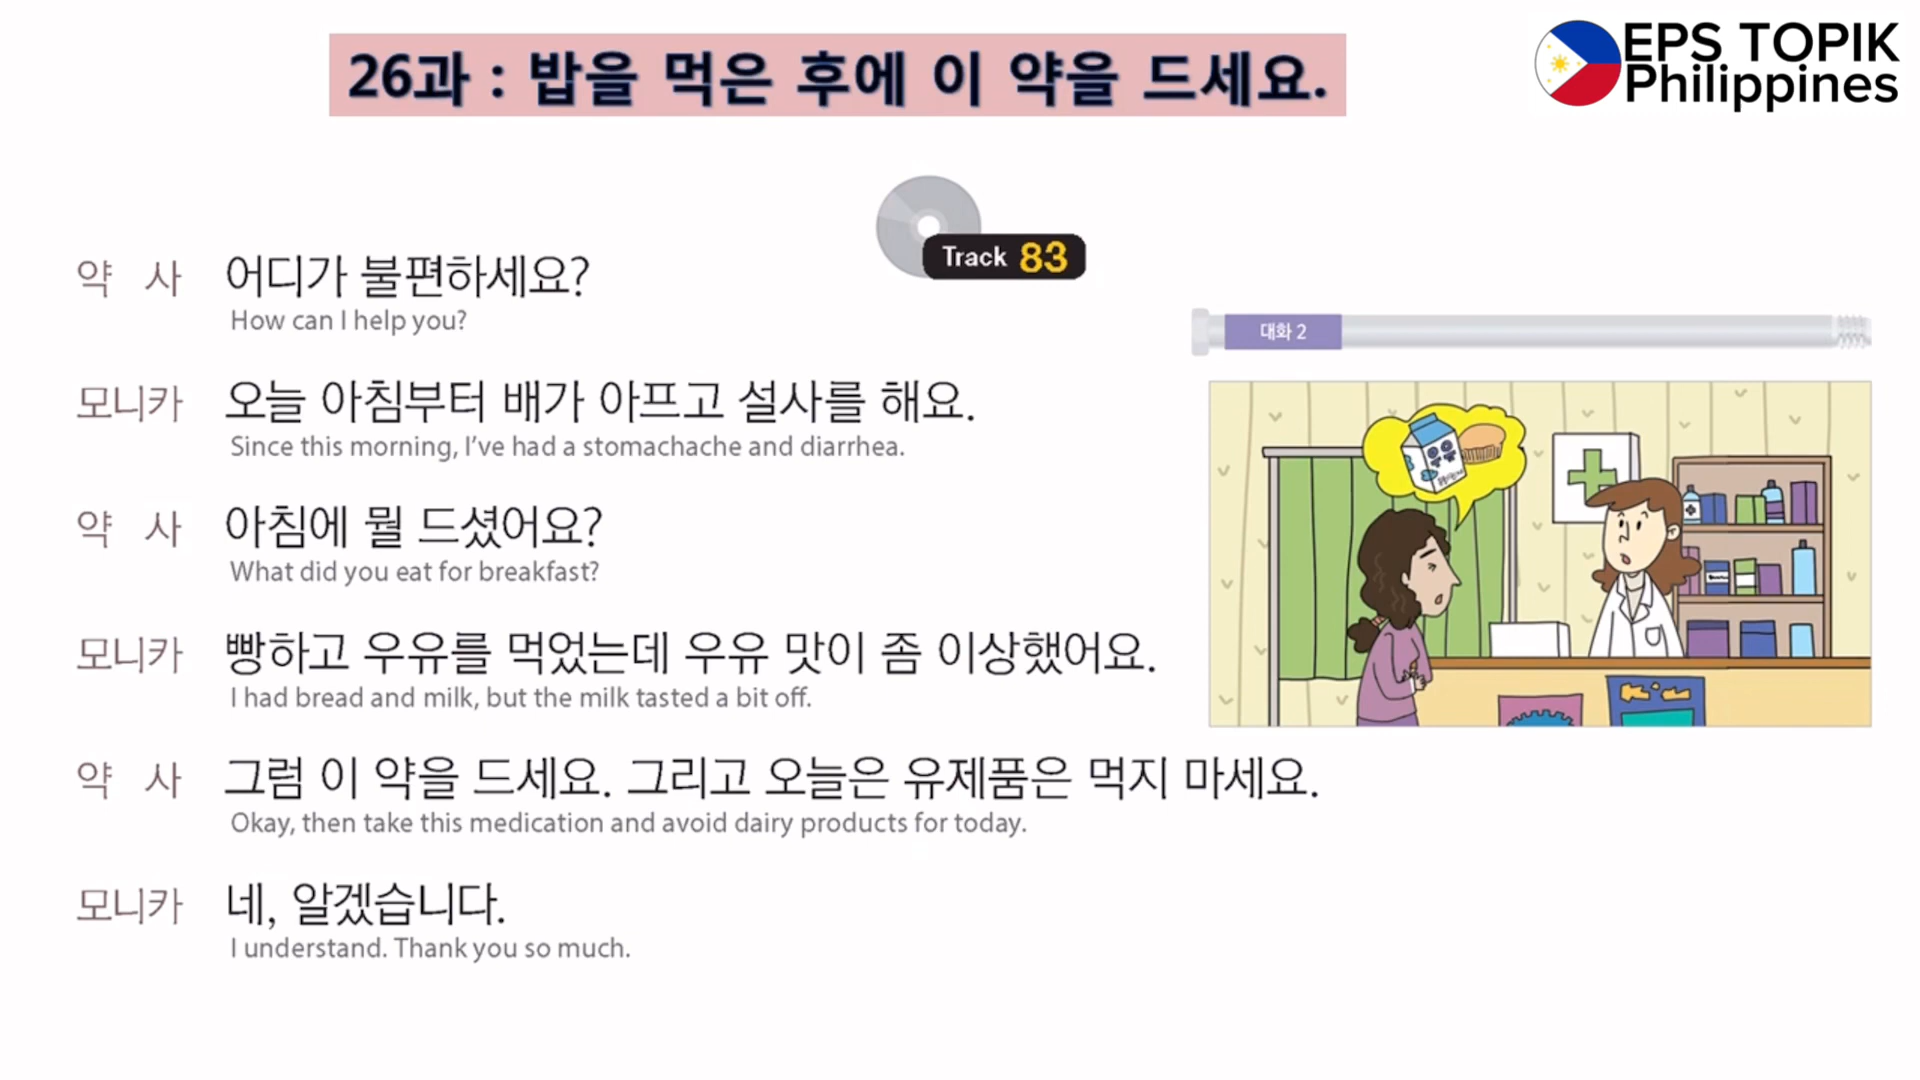 26과 : 밥을 먹은 후에 이 약을 드세요.
EPS TOPIK
Philippines
Track 83
약 사 어디가 불편하세요?
How can I help you?
대화 2
모니카 오늘 아침부터 배가 아프고 설사를 해요.
Since this morning, I've had a stomachache and diarrhea.
약 사 아침에 뭘 드셨어요?
What did you eat for breakfast?
모니카 빵하고 우유를 먹었는데 우유 맛이 좀 이상했어요.
I had bread and milk, but the milk tasted a bit off.
우유
약 사 그럼 이 약을 드세요. 그리고 오늘은 유제품은 먹지 마세요.
Okay, then take this medication and avoid dairy products for today.
모니카 네, 알겠습니다.
I understand. Thank you so much.